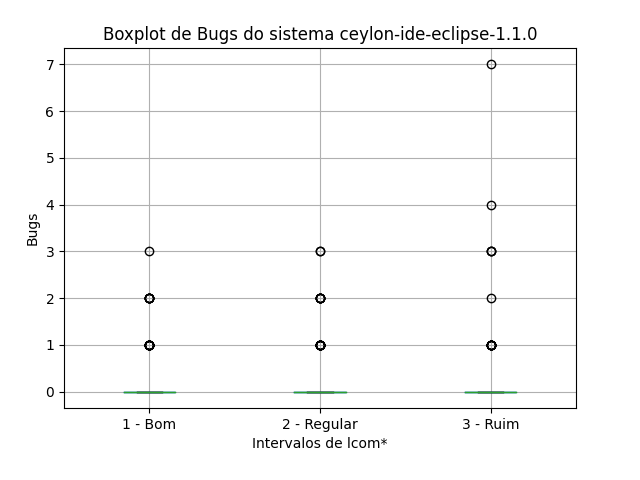 Boxplot de Bugs do sistema ceylon-ide-eclipse-1.1.0
7
6
5
4
3
2
1
0
Bugs
1 - Bom
2 - Regular
3 - Ruim
Intervalos de lcom*